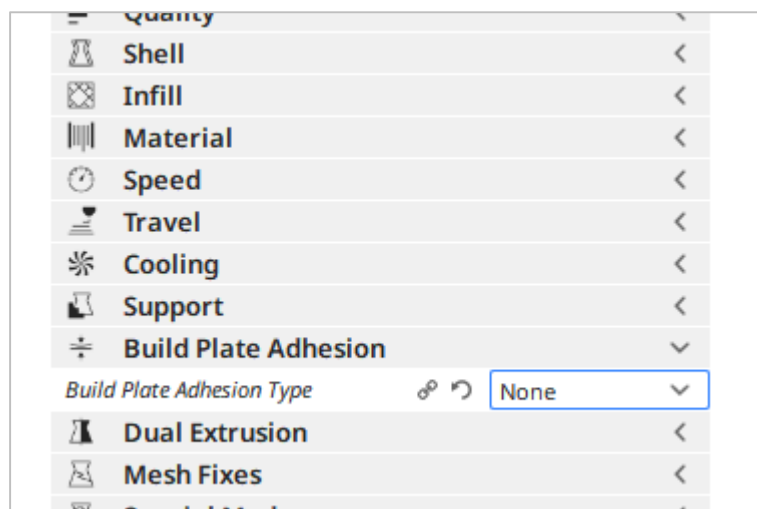 Quality
Shell
Infill
Material
Speed
Travel
Cooling
Support
Build Plate Adhesion
Build Plate Adhesion Type None
Dual Extrusion
Mesh Fixes